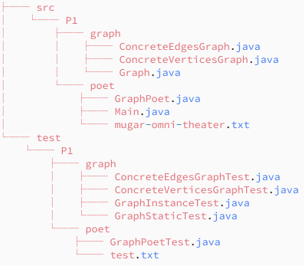 ├── src
│   └── P1
│       ├── graph
│       │   ├── ConcreteEdgesGraph.java
│       │   ├── ConcreteVerticesGraph.java
│       │   └── Graph.java
│       └── poet
│           ├── GraphPoet.java
│           ├── Main.java
│           └── mugar-omni-theater.txt
└── test
    └── P1
        ├── graph
        │   ├── ConcreteEdgesGraphTest.java
        │   ├── ConcreteVerticesGraphTest.java
        │   ├── GraphInstanceTest.java
        │   └── GraphStaticTest.java
        └── poet
            ├── GraphPoetTest.java
            └── test.txt